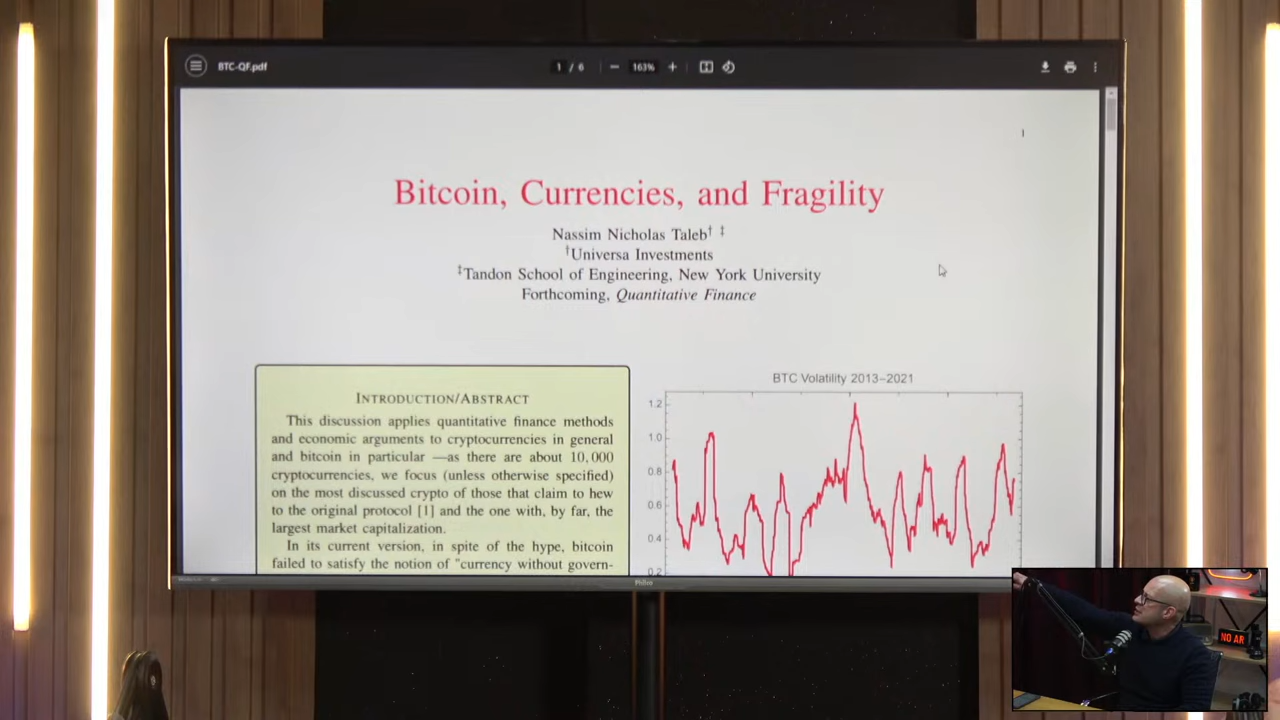 BTC-QF.pdf
1 / 6
163%
1
Bitcoin, Currencies, and Fragility
Nassim Nicholas Taleb† ‡
†Universa Investments
‡Tandon School of Engineering, New York University
Forthcoming, Quantitative Finance
INTRODUCTION/ABSTRACT
This discussion applies quantitative finance methods
and economic arguments to cryptocurrencies in general
and bitcoin in particular —as there are about 10,000
cryptocurrencies, we focus (unless otherwise specified)
on the most discussed crypto of those that claim to hew
to the original protocol [1] and the one with, by far, the
largest market capitalization.
In its current version, in spite of the hype, bitcoin
failed to satisfy the notion of "currency without govern-
BTC Volatility 2013–2021
1.2
1.0
0.8
0.6
0.4
0.2
Philco
NO AR